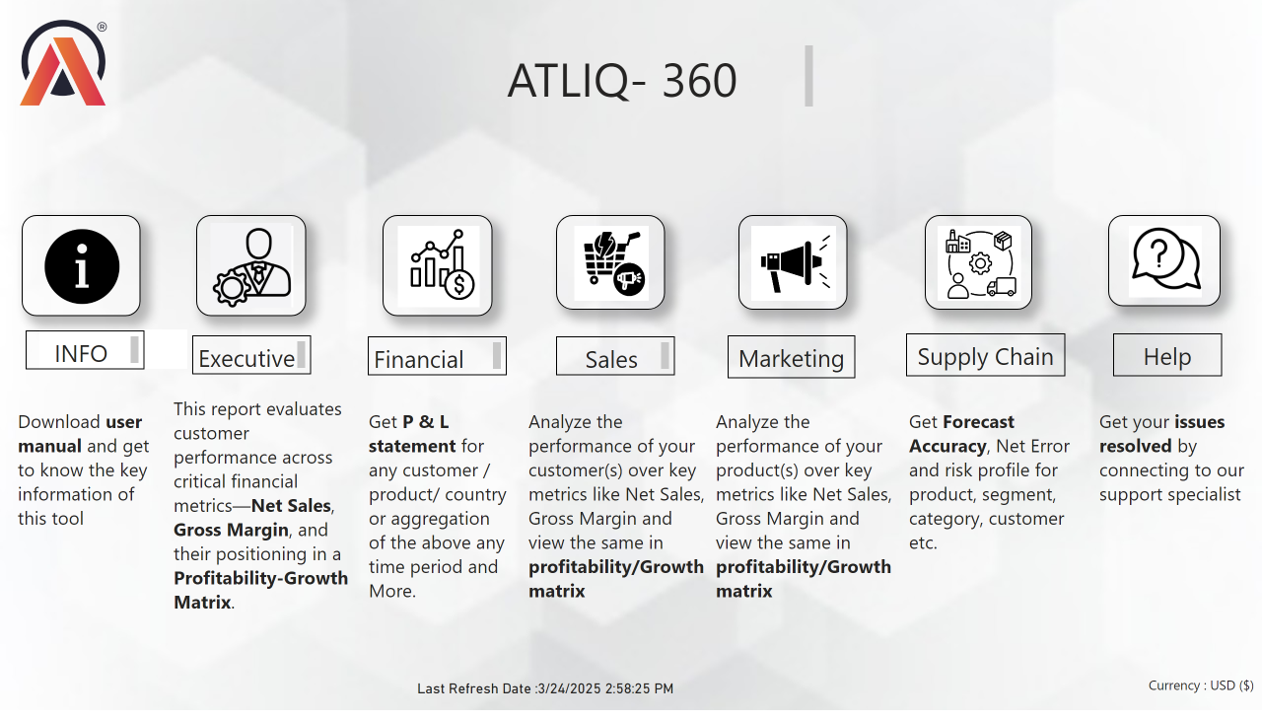 ®
ATLIQ- 360
INFO
Executive
Financial
Sales
Marketing
Supply Chain
Help
Download user
manual and get
to know the key
information of
this tool
This report evaluates
customer
performance across
critical financial
metrics—Net Sales,
Gross Margin, and
their positioning in a
Profitability-Growth
Matrix.
Get P & L
statement for
any customer /
product/ country
or aggregation
of the above any
time period and
More.
Analyze the
performance of your
customer(s) over key
metrics like Net Sales,
Gross Margin and
view the same in
profitability/Growth
matrix
Analyze the
performance of your
product(s) over key
metrics like Net Sales,
Gross Margin and
view the same in
profitability/Growth
matrix
Get Forecast
Accuracy, Net Error
and risk profile for
product, segment,
category, customer
etc.
Get your issues
resolved by
connecting to our
support specialist
Last Refresh Date :3/24/2025 2:58:25 PM
Currency : USD ($)